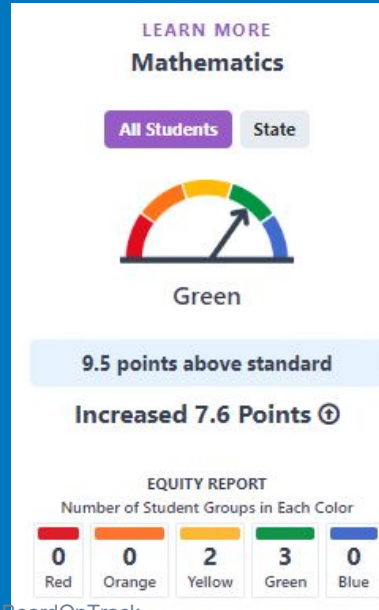 LEARN MORE
Mathematics
All Students State
Green
9.5 points above standard
Increased 7.6 Points
EQUITY REPORT
Number of Student Groups in Each Color
0 0 2 3 0
Red Orange Yellow Green Blue
BoardOnTrack